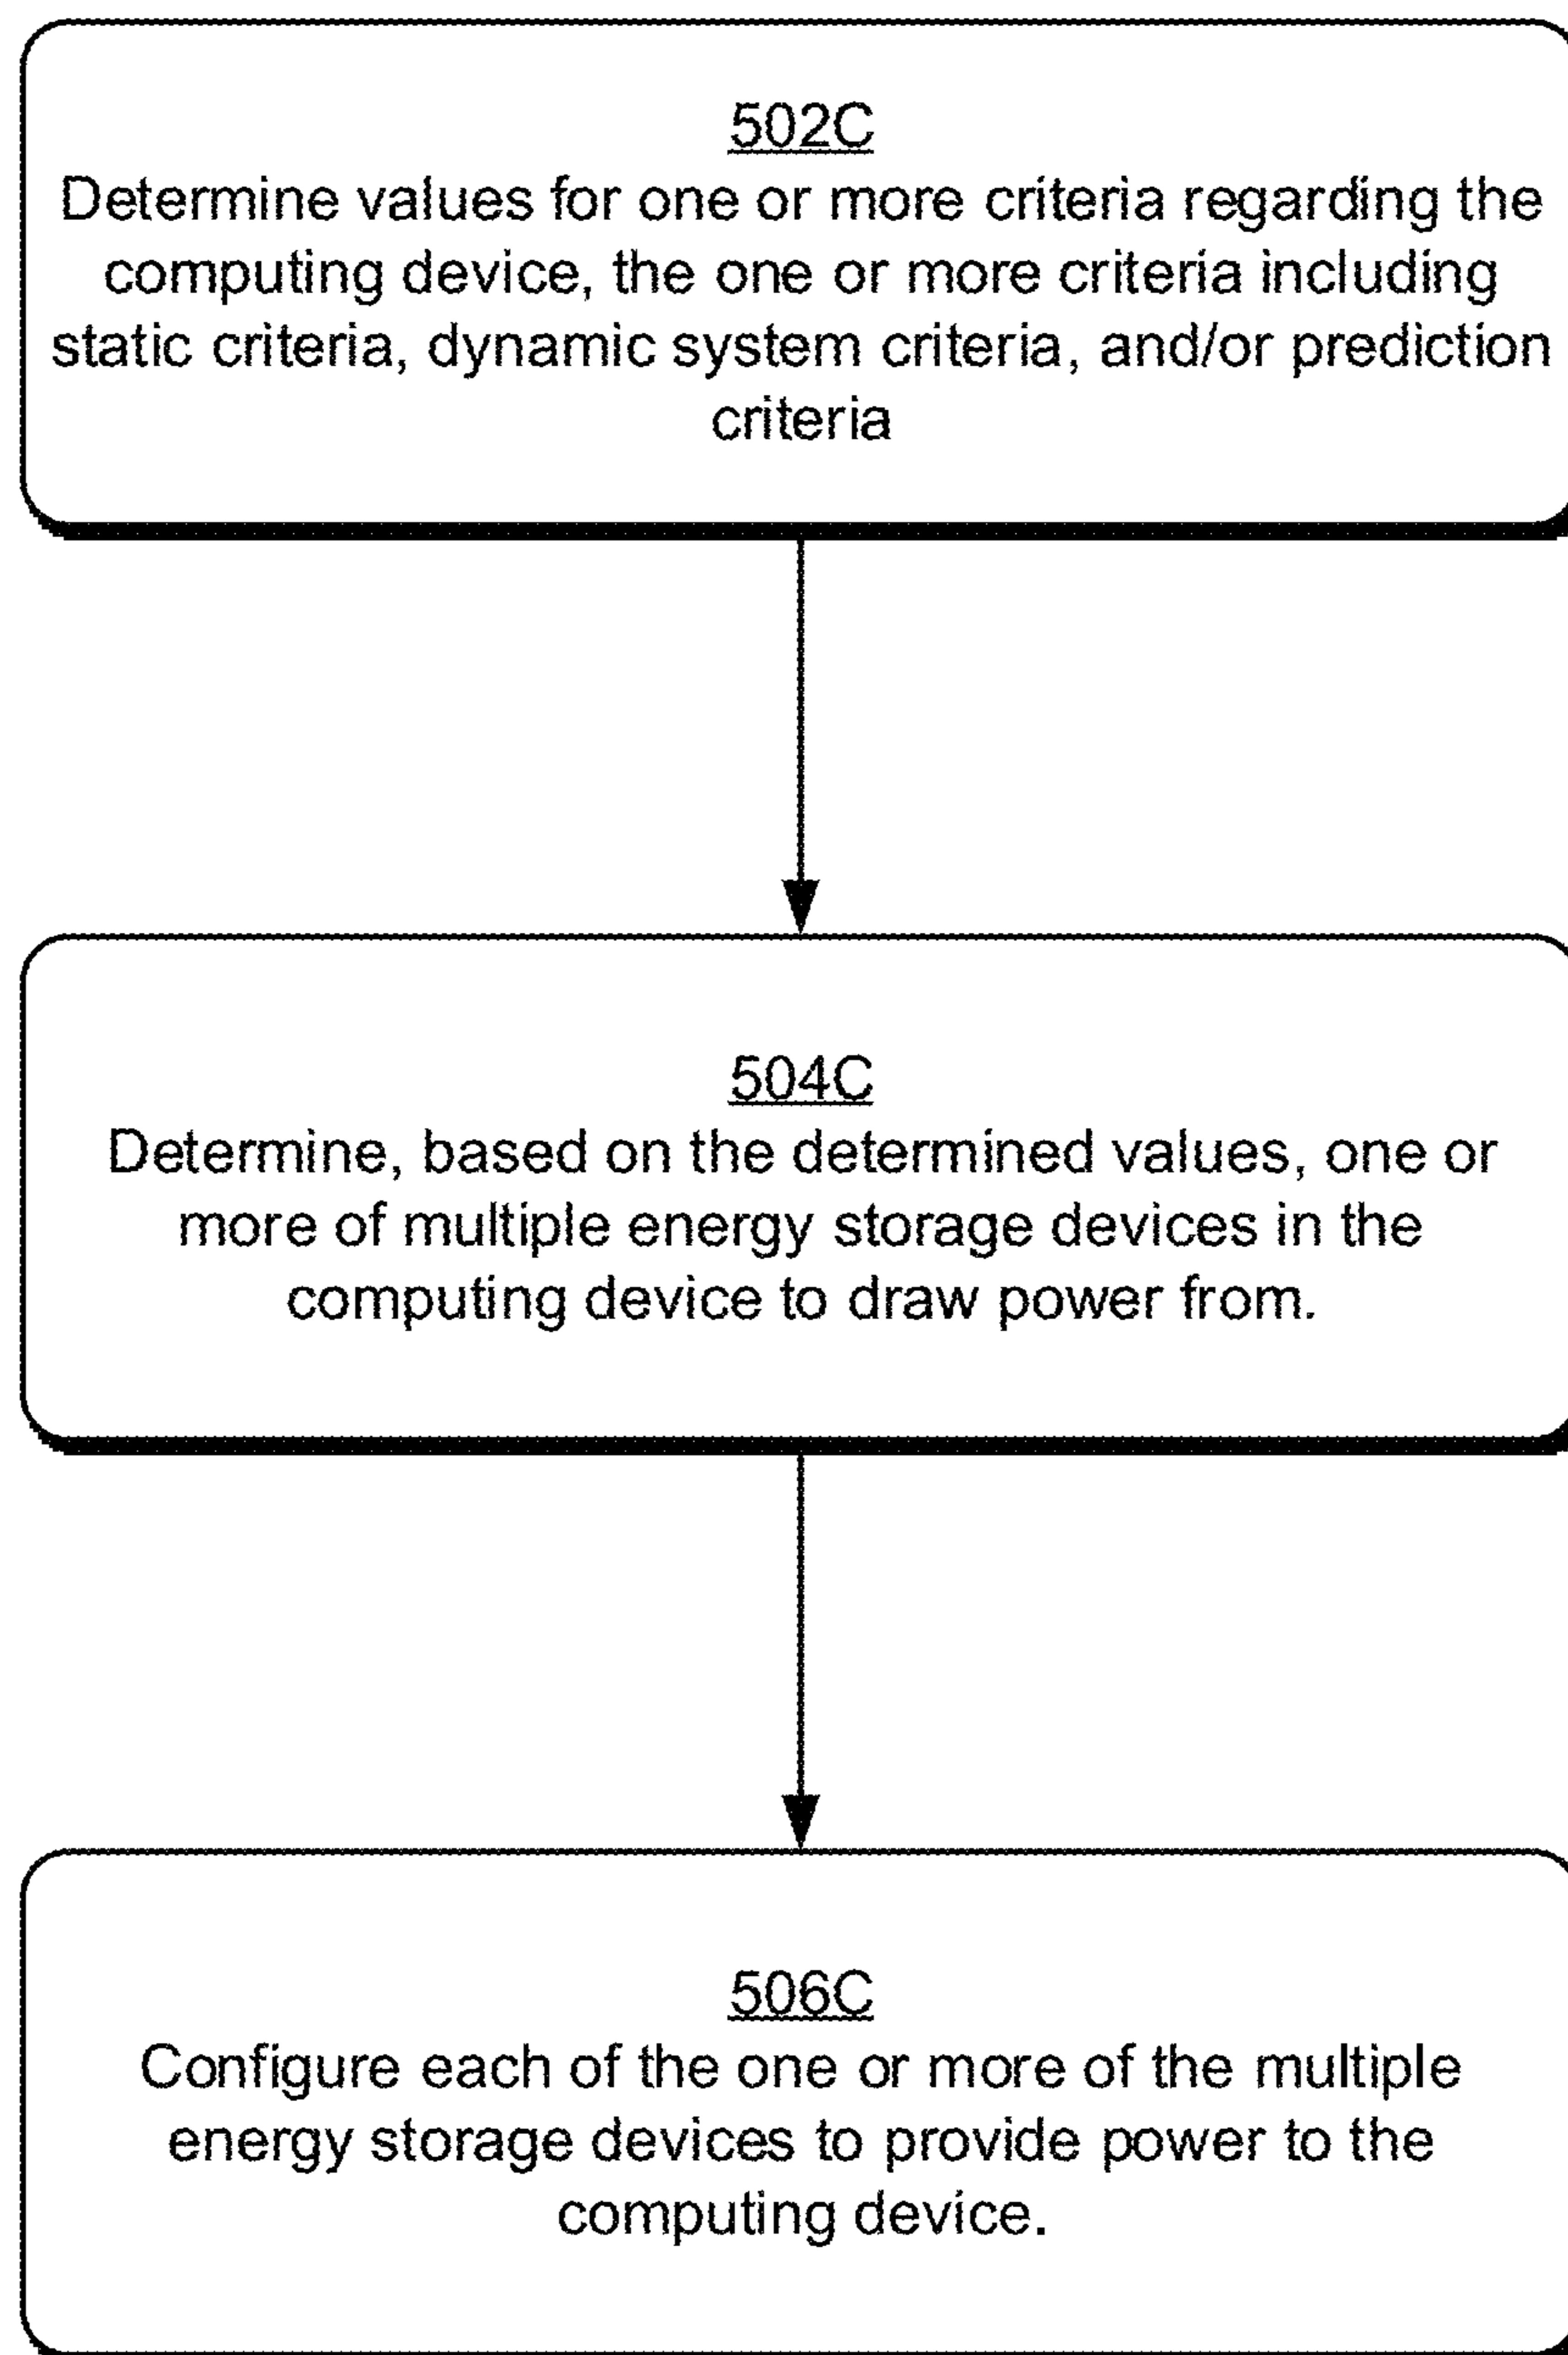 502C
Determine values for one or more criteria regarding the
computing device, the one or more criteria including
static criteria, dynamic system criteria, and/or prediction
criteria
504C
Determine, based on the determined values, one or
more of multiple energy storage devices in the
computing device to draw power from.
506C
Configure each of the one or more of the multiple
energy storage devices to provide power to the
computing device.